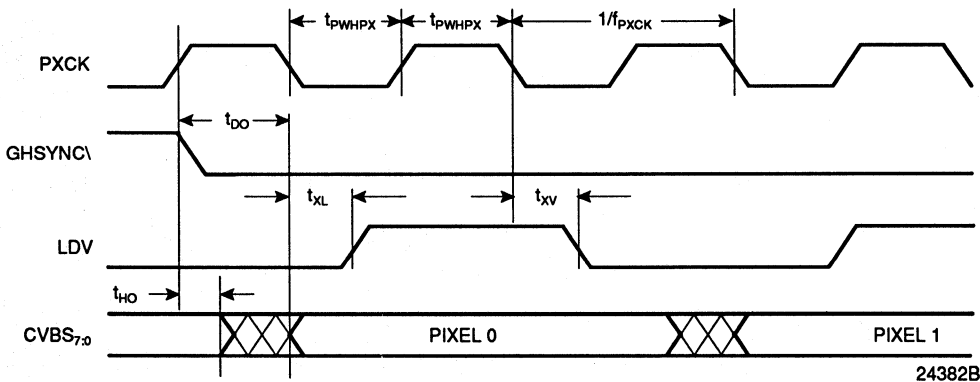 tPWHPX tPWHPX 1/fPXCK
PXCK
tDO
GHSYNC\
tXL tXV
LDV
tHO
CVBS7:0 PIXEL 0 PIXEL 1
24382B